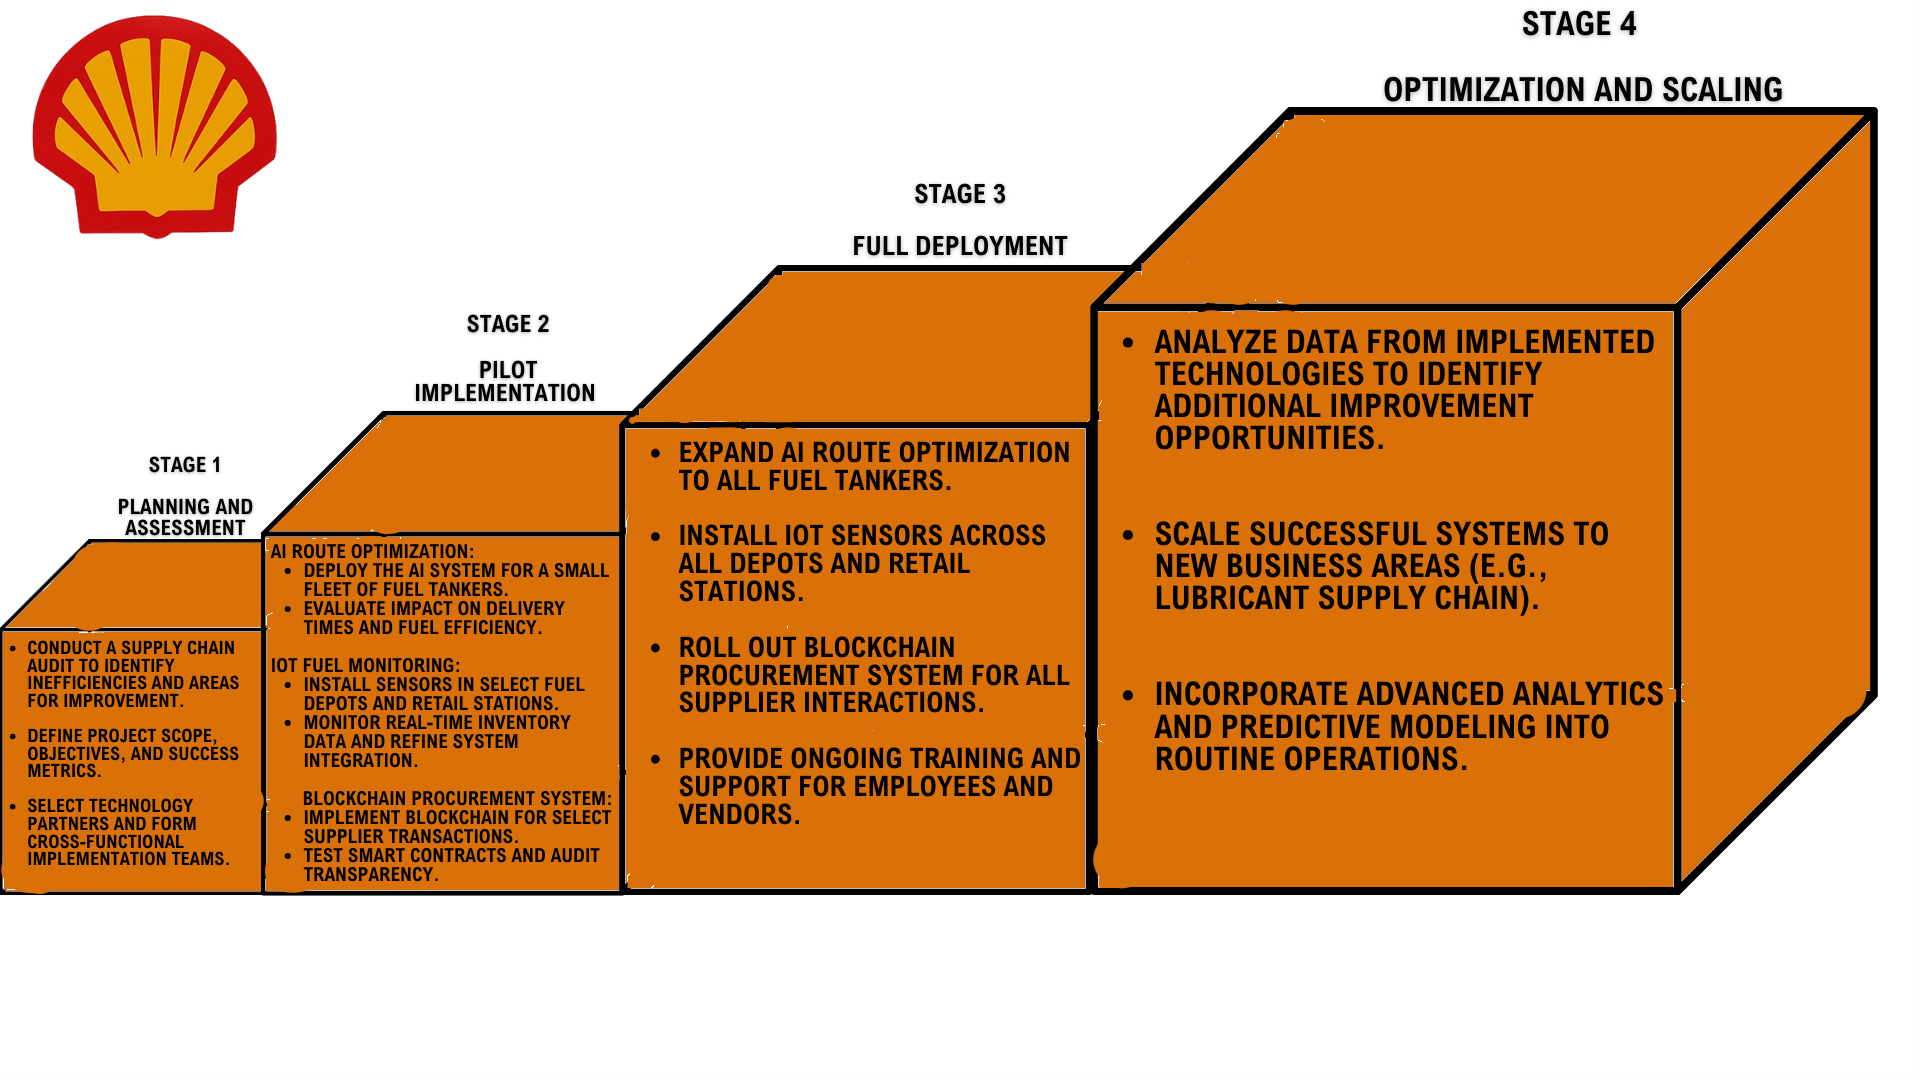 STAGE 1
PLANNING AND
ASSESSMENT
• CONDUCT A SUPPLY CHAIN
AUDIT TO IDENTIFY
INEFFICIENCIES AND AREAS
FOR IMPROVEMENT.
• DEFINE PROJECT SCOPE,
OBJECTIVES, AND SUCCESS
METRICS.
• SELECT TECHNOLOGY
PARTNERS AND FORM
CROSS-FUNCTIONAL
IMPLEMENTATION TEAMS.
STAGE 2
PILOT
IMPLEMENTATION
AI ROUTE OPTIMIZATION:
• DEPLOY THE AI SYSTEM FOR A SMALL
FLEET OF FUEL TANKERS.
• EVALUATE IMPACT ON DELIVERY
TIMES AND FUEL EFFICIENCY.
IOT FUEL MONITORING:
• INSTALL SENSORS IN SELECT FUEL
DEPOTS AND RETAIL STATIONS.
• MONITOR REAL-TIME INVENTORY
DATA AND REFINE SYSTEM
INTEGRATION.
BLOCKCHAIN PROCUREMENT SYSTEM:
• IMPLEMENT BLOCKCHAIN FOR SELECT
SUPPLIER TRANSACTIONS.
• TEST SMART CONTRACTS AND AUDIT
TRANSPARENCY.
STAGE 3
FULL DEPLOYMENT
• EXPAND AI ROUTE OPTIMIZATION
TO ALL FUEL TANKERS.
• INSTALL IOT SENSORS ACROSS
ALL DEPOTS AND RETAIL
STATIONS.
• ROLL OUT BLOCKCHAIN
PROCUREMENT SYSTEM FOR ALL
SUPPLIER INTERACTIONS.
• PROVIDE ONGOING TRAINING AND
SUPPORT FOR EMPLOYEES AND
VENDORS.
STAGE 4
OPTIMIZATION AND SCALING
• ANALYZE DATA FROM IMPLEMENTED
TECHNOLOGIES TO IDENTIFY
ADDITIONAL IMPROVEMENT
OPPORTUNITIES.
• SCALE SUCCESSFUL SYSTEMS TO
NEW BUSINESS AREAS (E.G.,
LUBRICANT SUPPLY CHAIN).
• INCORPORATE ADVANCED ANALYTICS
AND PREDICTIVE MODELING INTO
ROUTINE OPERATIONS.